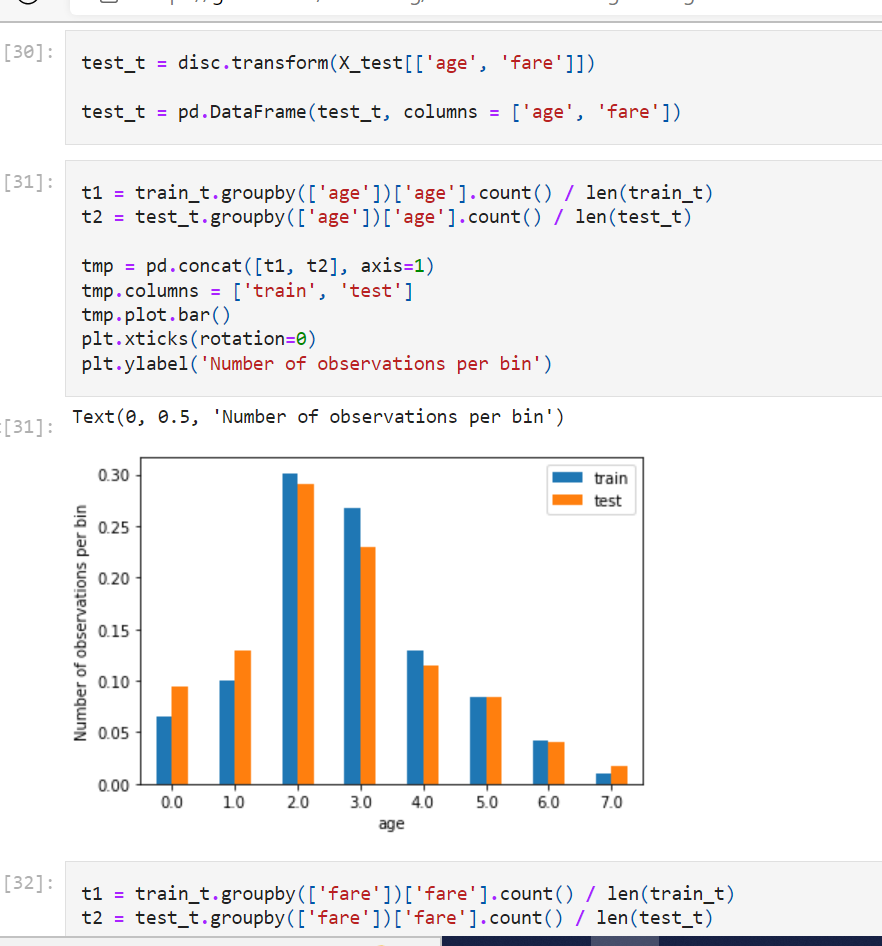 [30]:
test_t = disc.transform(X_test[['age', 'fare']])
test_t = pd.DataFrame(test_t, columns = ['age', 'fare'])
[31]:
t1 = train_t.groupby(['age'])['age'].count() / len(train_t)
t2 = test_t.groupby(['age'])['age'].count() / len(test_t)
tmp = pd.concat([t1, t2], axis=1)
tmp.columns = ['train', 'test']
tmp.plot.bar()
plt.xticks(rotation=0)
plt.ylabel('Number of observations per bin')
[31]:
Text(0, 0.5, 'Number of observations per bin')
train
test
Number of observations per bin
0.30
0.25
0.20
0.15
0.10
0.05
0.00
0.0 1.0 2.0 3.0 4.0 5.0 6.0 7.0
age
[32]:
t1 = train_t.groupby(['fare'])['fare'].count() / len(train_t)
t2 = test_t.groupby(['fare'])['fare'].count() / len(test_t)